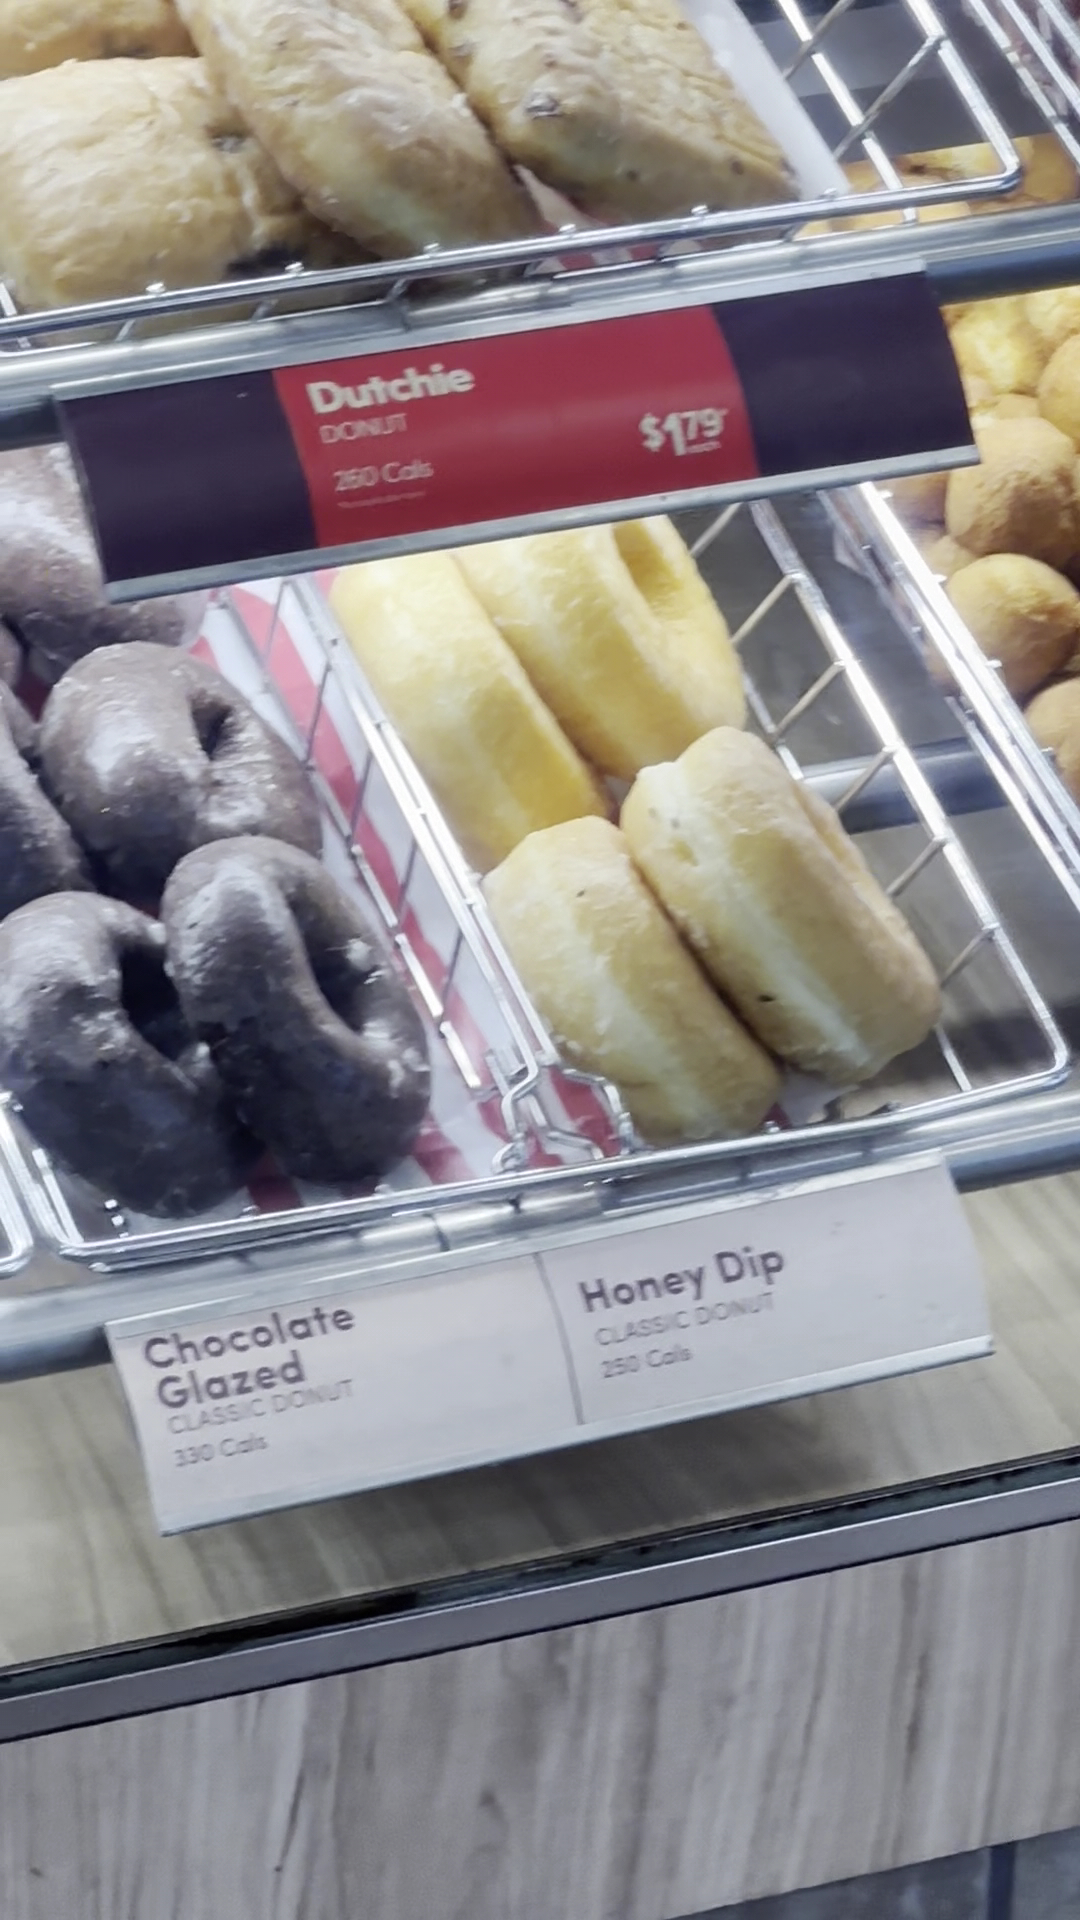 Dutchie
DONUT
$1.79
260 Cals
Chocolate
Glazed
CLASSIC DONUT
330 Cals
Honey Dip
CLASSIC DONUT
250 Cals